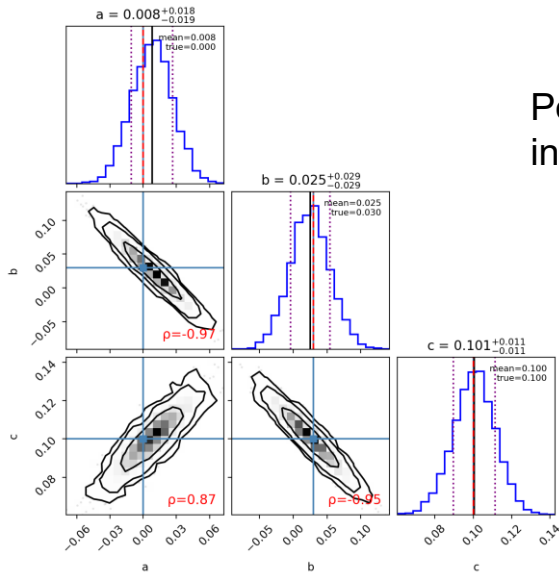 a = 0.008 +0.018 −0.019
mean=0.008
true=0.000
b = 0.025 +0.029 −0.029
mean=0.025
true=0.030
0.10
0.05
0.00
−0.05
b
ρ=-0.97
c = 0.101 +0.011 −0.011
mean=0.100
true=0.100
0.14
0.12
0.10
0.08
c
ρ=0.87
ρ=-0.95
−0.06 −0.03 0.00 0.03 0.06
−0.05 0.00 0.05 0.10
0.08 0.10 0.12 0.14
a b c
in